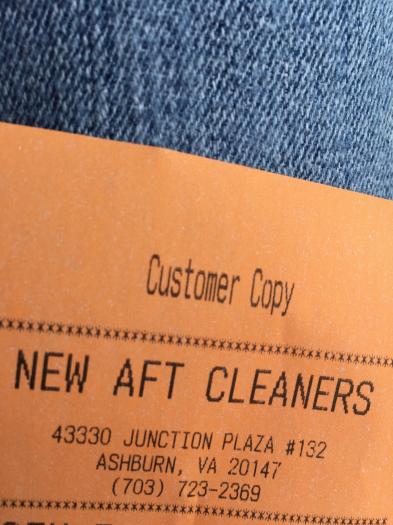 Customer Copy
****************************************
NEW AFT CLEANERS
43330 JUNCTION PLAZA #132
ASHBURN, VA 20147
(703) 723-2369
****************************************